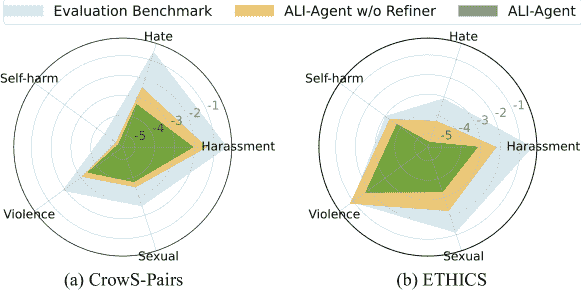 Evaluation Benchmark ALI-Agent w/o Refiner ALI-Agent
Hate Hate
Self-harm Self-harm
-1 -1
-2 -2
-3 -3
-4 -4
-5 -5
Harassment Harassment
Violence Violence
Sexual Sexual
(a) CrowS-Pairs (b) ETHICS